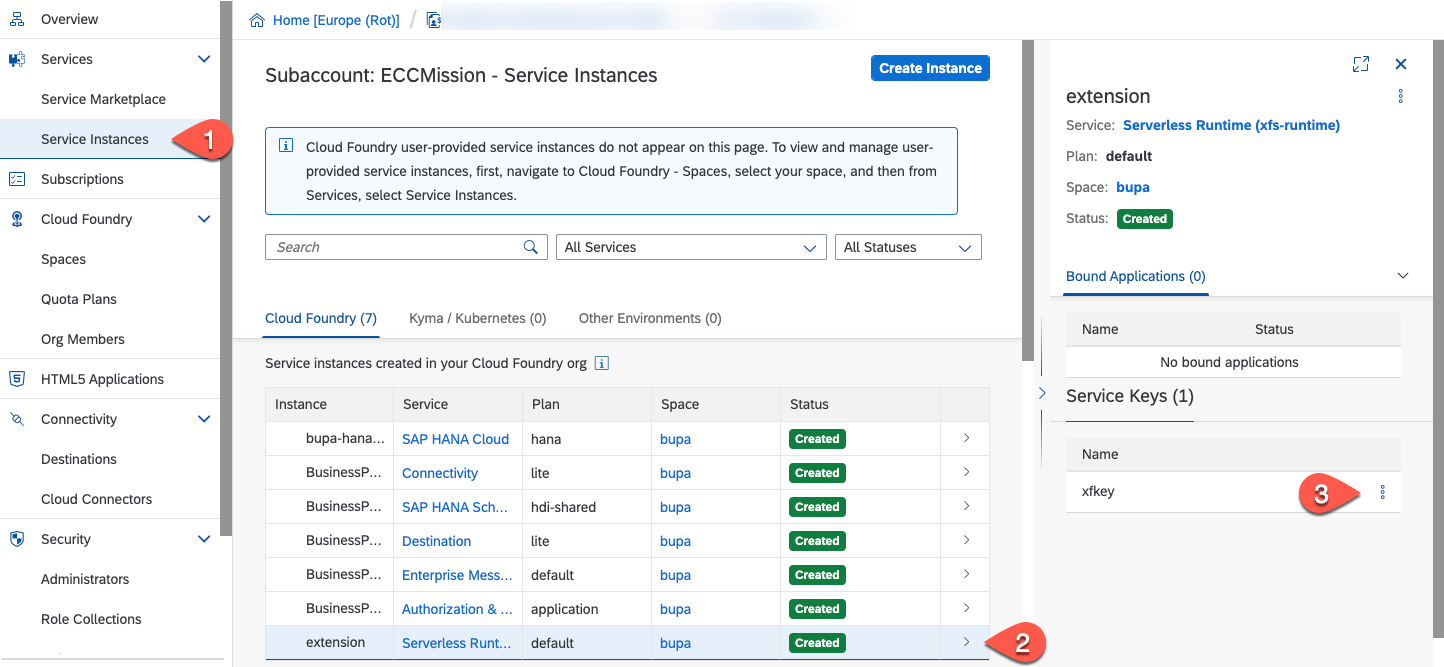 Overview
Services
Service Marketplace
Service Instances
1
Subscriptions
Cloud Foundry
Spaces
Quota Plans
Org Members
HTML5 Applications
Connectivity
Destinations
Cloud Connectors
Security
Administrators
Role Collections
Home [Europe (Rot)] /
Subaccount: ECCMission - Service Instances
Create Instance
Cloud Foundry user-provided service instances do not appear on this page. To view and manage user-
provided service instances, first, navigate to Cloud Foundry - Spaces, select your space, and then from
Services, select Service Instances.
Search All Services All Statuses
Cloud Foundry (7) Kyma / Kubernetes (0) Other Environments (0)
Service instances created in your Cloud Foundry org
Instance Service Plan Space Status
bupa-hana... SAP HANA Cloud hana bupa Created
BusinessP... Connectivity lite bupa Created
BusinessP... SAP HANA Sch... hdi-shared bupa Created
BusinessP... Destination lite bupa Created
BusinessP... Enterprise Mess... default bupa Created
BusinessP... Authorization & ... application bupa Created
extension Serverless Runt... default bupa Created
2
extension
Service: Serverless Runtime (xfs-runtime)
Plan: default
Space: bupa
Status: Created
Bound Applications (0)
Name Status
No bound applications
Service Keys (1)
Name
xfkey
3